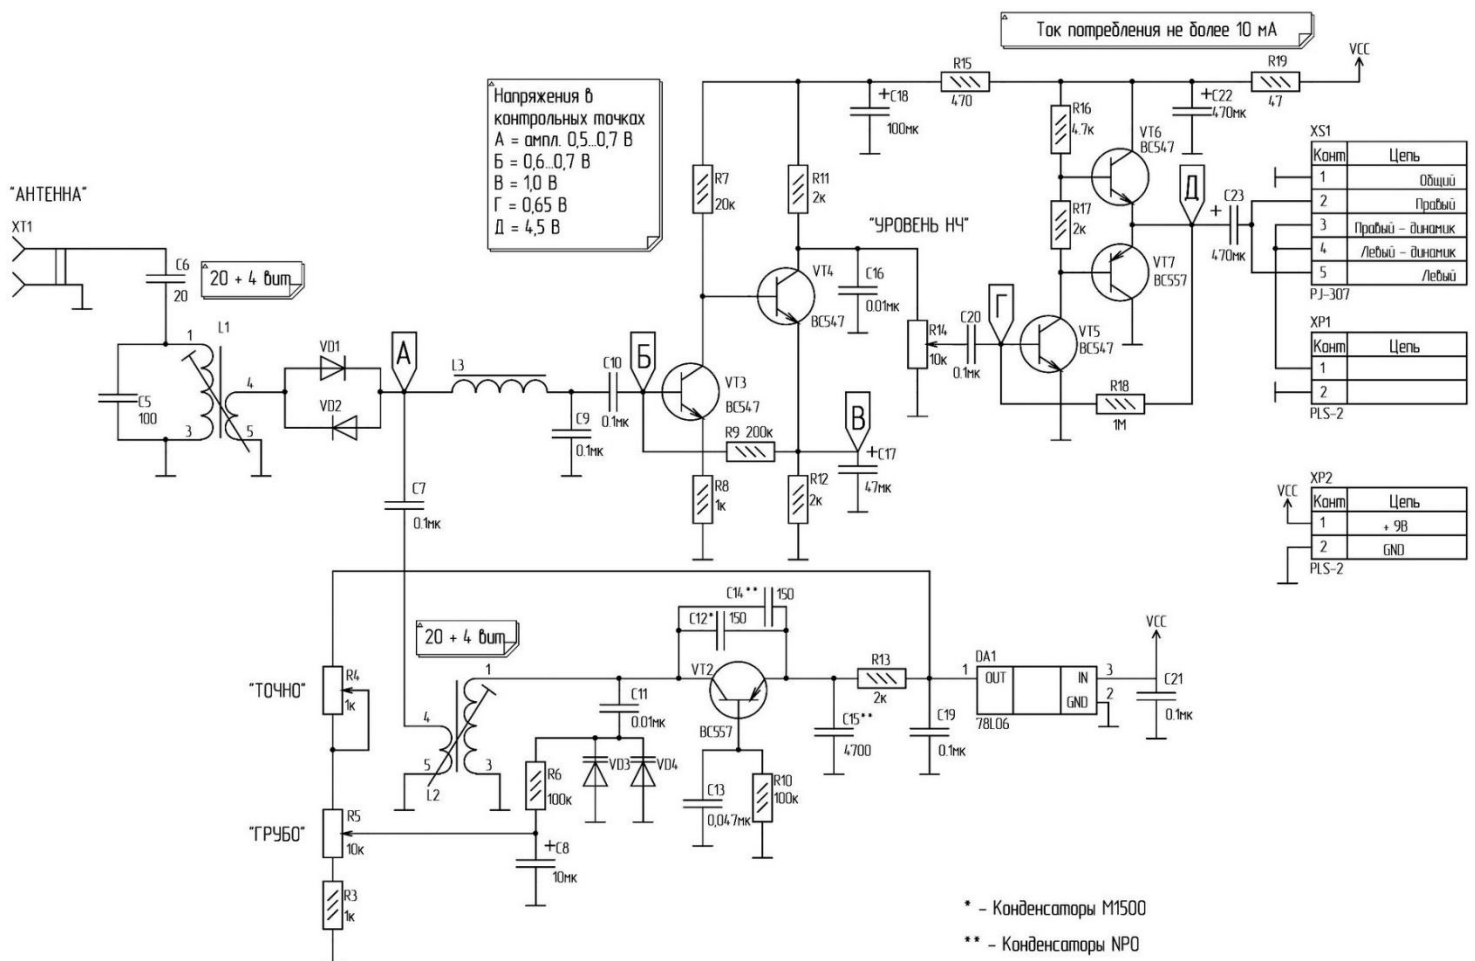 Ток потребления не более 10 мА
VCC
R15
470
R19
47
+C18
100мк
R16
4.7к
+C22
470мк
VT6
BC547
Напряжения в
контрольных точках
А = ампл. 0,5...0,7 В
Б = 0,6...0,7 В
В = 1,0 В
Г = 0,65 В
Д = 4,5 В
R7
20к
R11
2к
R17
2к
Д
+
C23
470мк
XS1
Конт Цепь
1 Общий
2 Правый
3 Правый - динамик
4 Левый - динамик
5 Левый
PJ-307
"АНТЕННА"
XT1
C6
20
20 + 4 вит
"УРОВЕНЬ НЧ"
VT4
BC547
C16
0.01мк
VT7
BC557
1
L1
3
4
5
C5
100
VD1
VD2
А
L3
C10
0.1мк
Б
VT3
BC547
R14
10к
C20
0.1мк
Г
VT5
BC547
R18
1М
XP1
Конт Цепь
1
2
PLS-2
C9
0.1мк
R9 200к
В
+C17
47мк
R8
1к
R12
2к
C7
0.1мк
XP2
Конт Цепь
1 + 9В
2 GND
PLS-2
VCC
C14** 150
C12* 150
20 + 4 вит
VT2
BC557
R13
2к
DA1
1 OUT IN 3
GND 2
78L06
VCC
C21
0.1мк
"ТОЧНО"
R4
1к
1
4
5
3
L2
C11
0.01мк
C15**
4700
C19
0.1мк
R6
100к
VD3
VD4
C13
0,047мк
R10
100к
"ГРУБО"
R5
10к
+C8
10мк
R3
1к
* - Конденсаторы М1500
** - Конденсаторы NPO